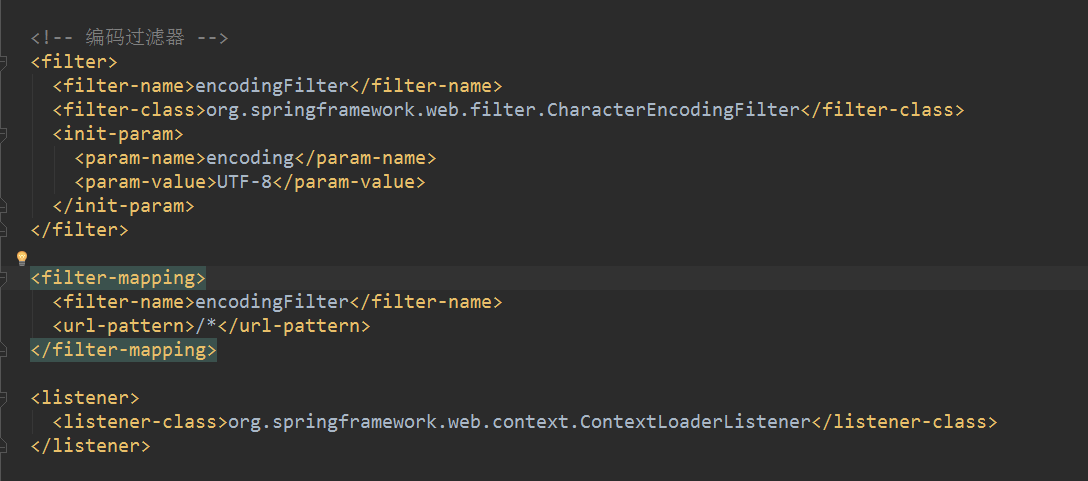 <!-- 编码过滤器 -->
<filter>
<filter-name>encodingFilter</filter-name>
<filter-class>org.springframework.web.filter.CharacterEncodingFilter</filter-class>
<init-param>
<param-name>encoding</param-name>
<param-value>UTF-8</param-value>
</init-param>
</filter>
<filter-mapping>
<filter-name>encodingFilter</filter-name>
<url-pattern>/*</url-pattern>
</filter-mapping>
<listener>
<listener-class>org.springframework.web.context.ContextLoaderListener</listener-class>
</listener>